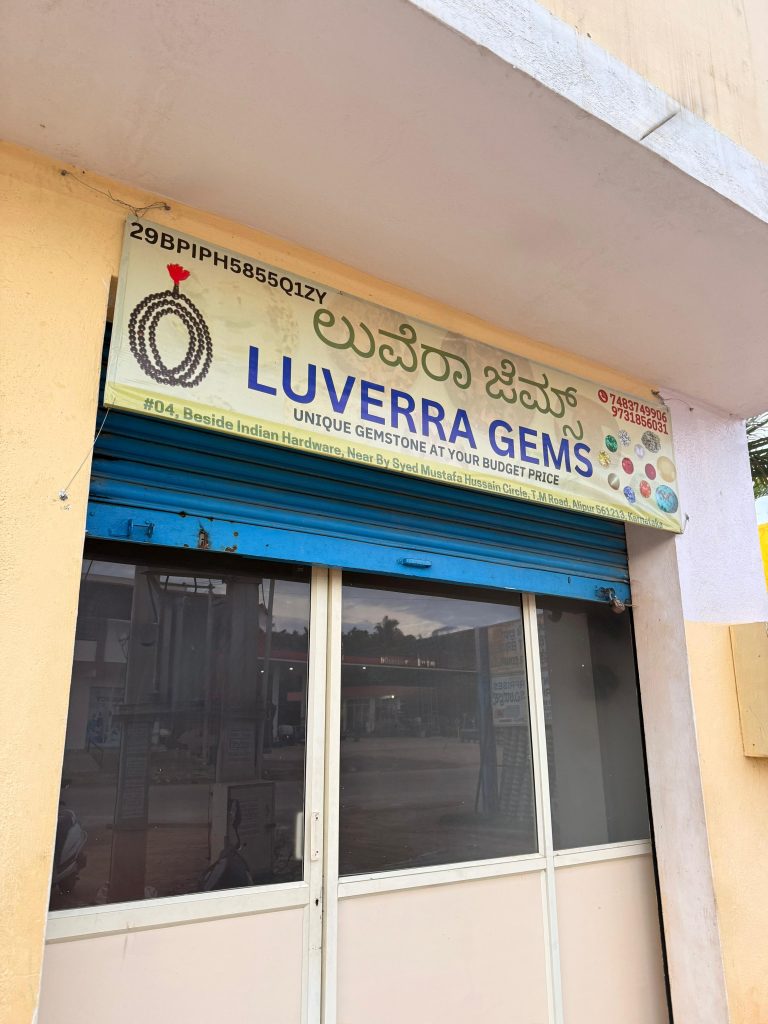 29BPIPH5855Q1ZY
ಲುವೆರಾ ಜೆಮ್ಸ್
LUVERRA GEMS
UNIQUE GEMSTONE AT YOUR BUDGET PRICE
7483749906
9731856031
#04, Beside Indian Hardware, Near By Syed Mustafa Hussain Circle, T.M Road, Alipur 561213, Karnataka